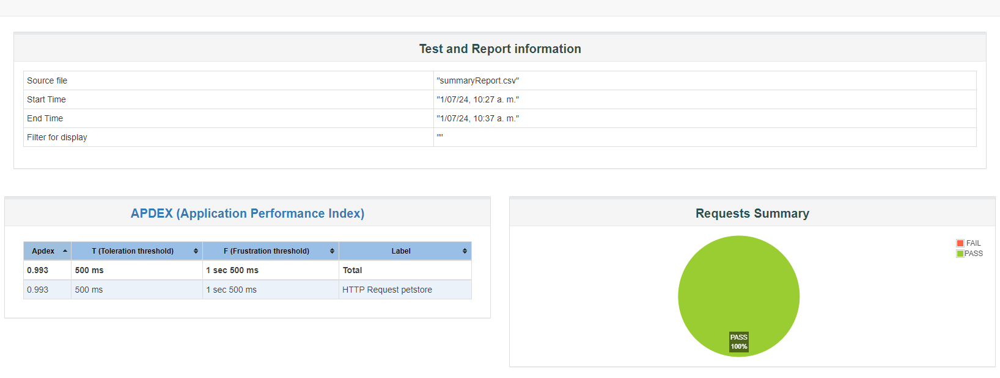 Test and Report information
Source file "summaryReport.csv"
Start Time "1/07/24, 10:27 a. m."
End Time "1/07/24, 10:37 a. m."
Filter for display ""
APDEX (Application Performance Index)
Apdex T (Toleration threshold) F (Frustration threshold) Label
0.993 500 ms 1 sec 500 ms Total
0.993 500 ms 1 sec 500 ms HTTP Request petstore
Requests Summary
FAIL
PASS
PASS
100%